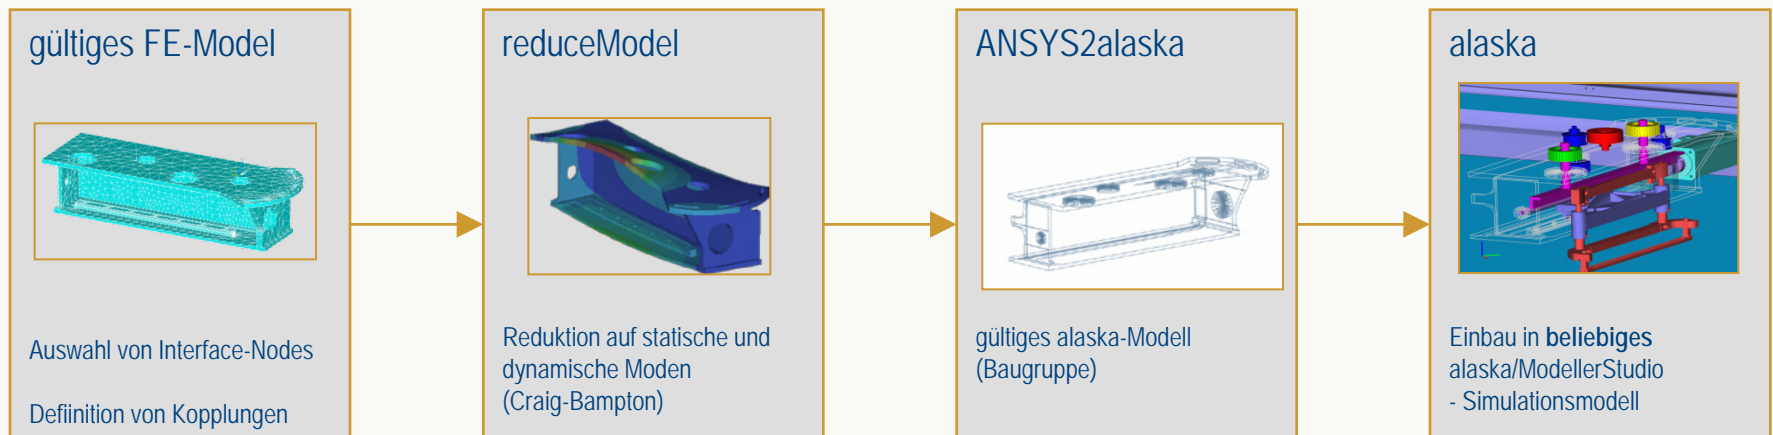 gültiges FE-Model
Auswahl von Interface-Nodes
Defiinition von Kopplungen
reduceModel
Reduktion auf statische und
dynamische Moden
(Craig-Bampton)
ANSYS2alaska
gültiges alaska-Modell
(Baugruppe)
alaska
Einbau in beliebiges
alaska/ModellerStudio
- Simulationsmodell